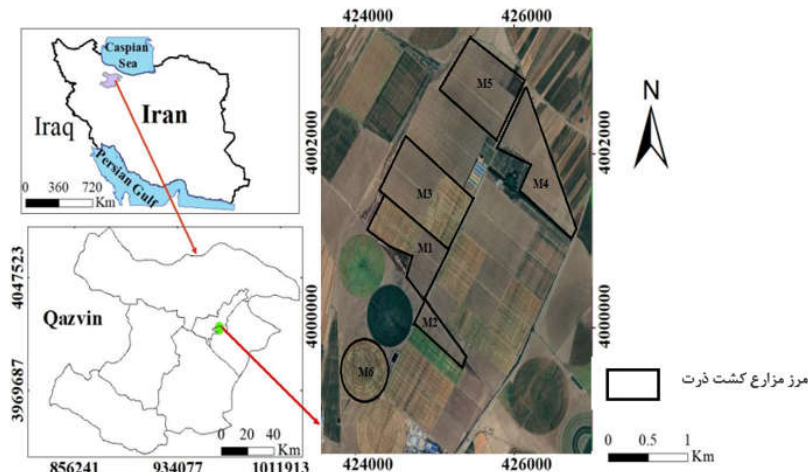 Caspian
Sea
Iran
Iraq
Persian Gulf
0 360 720
Km
Qazvin
4047523
3969687
0 20 40
Km
856241 934077 1011913
424000 426000
4002000
4000000
M5
M4
M3
M1
M2
M6
424000 426000
N
مرز مزارع کشت ذرت
0 0.5 1
Km